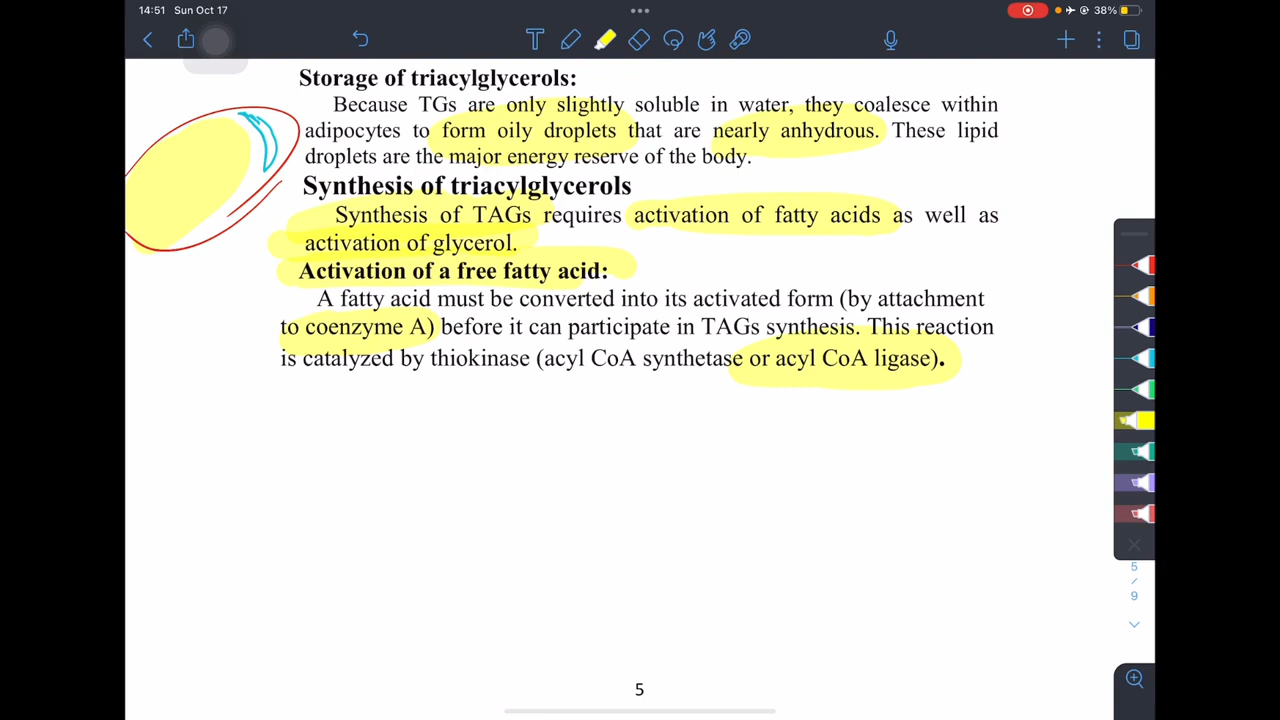 14:51 Sun Oct 17
38%
Storage of triacylglycerols:
Because TGs are only slightly soluble in water, they coalesce within
adipocytes to form oily droplets that are nearly anhydrous. These lipid
droplets are the major energy reserve of the body.
Synthesis of triacylglycerols
Synthesis of TAGs requires activation of fatty acids as well as
activation of glycerol.
Activation of a free fatty acid:
A fatty acid must be converted into its activated form (by attachment
to coenzyme A) before it can participate in TAGs synthesis. This reaction
is catalyzed by thiokinase (acyl CoA synthetase or acyl CoA ligase).
5
/
9
5